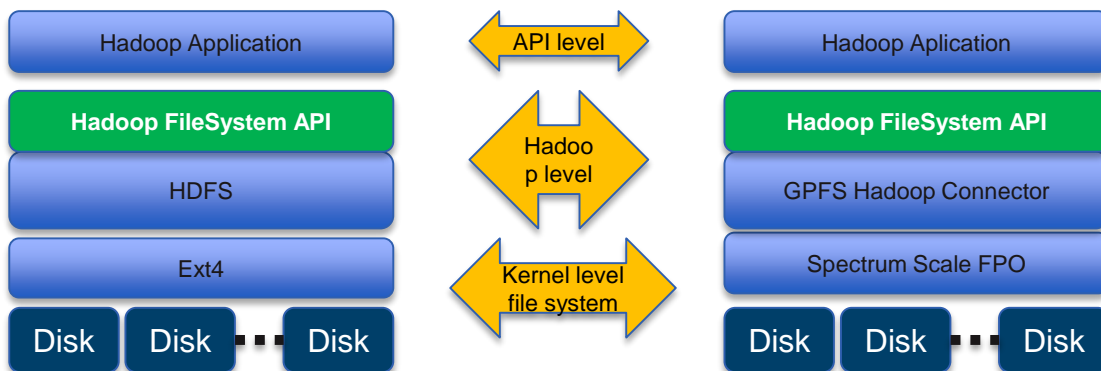 Hadoop Application
API level
Hadoop Aplication
Hadoop FileSystem API
Hadoop FileSystem API
Hadoo
p level
HDFS
GPFS Hadoop Connector
Ext4
Kernel level
file system
Spectrum Scale FPO
Disk Disk Disk
Disk Disk Disk